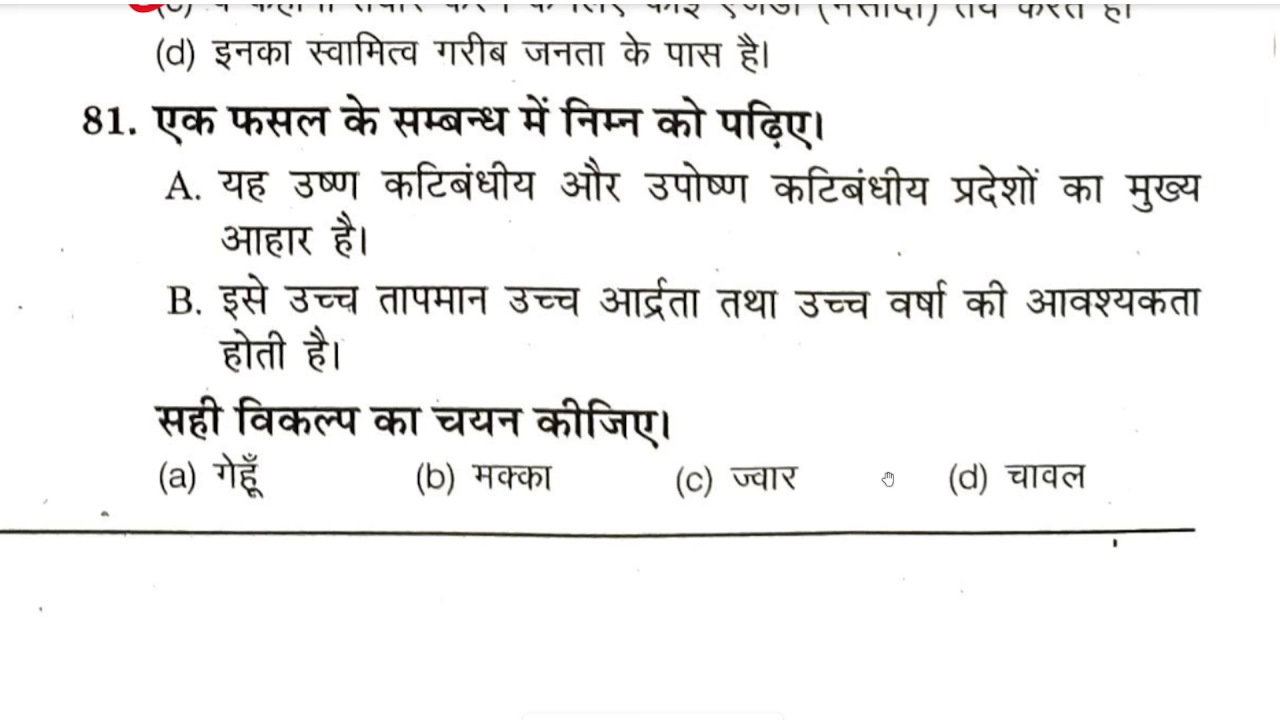 (d) इनका स्वामित्व गरीब जनता के पास है।
81. एक फसल के सम्बन्ध में निम्न को पढ़िए।
A. यह उष्ण कटिबंधीय और उपोष्ण कटिबंधीय प्रदेशों का मुख्य
आहार है।
B. इसे उच्च तापमान उच्च आर्द्रता तथा उच्च वर्षा की आवश्यकता
होती है।
सही विकल्प का चयन कीजिए।
(a) गेहूँ (b) मक्का (c) ज्वार (d) चावल